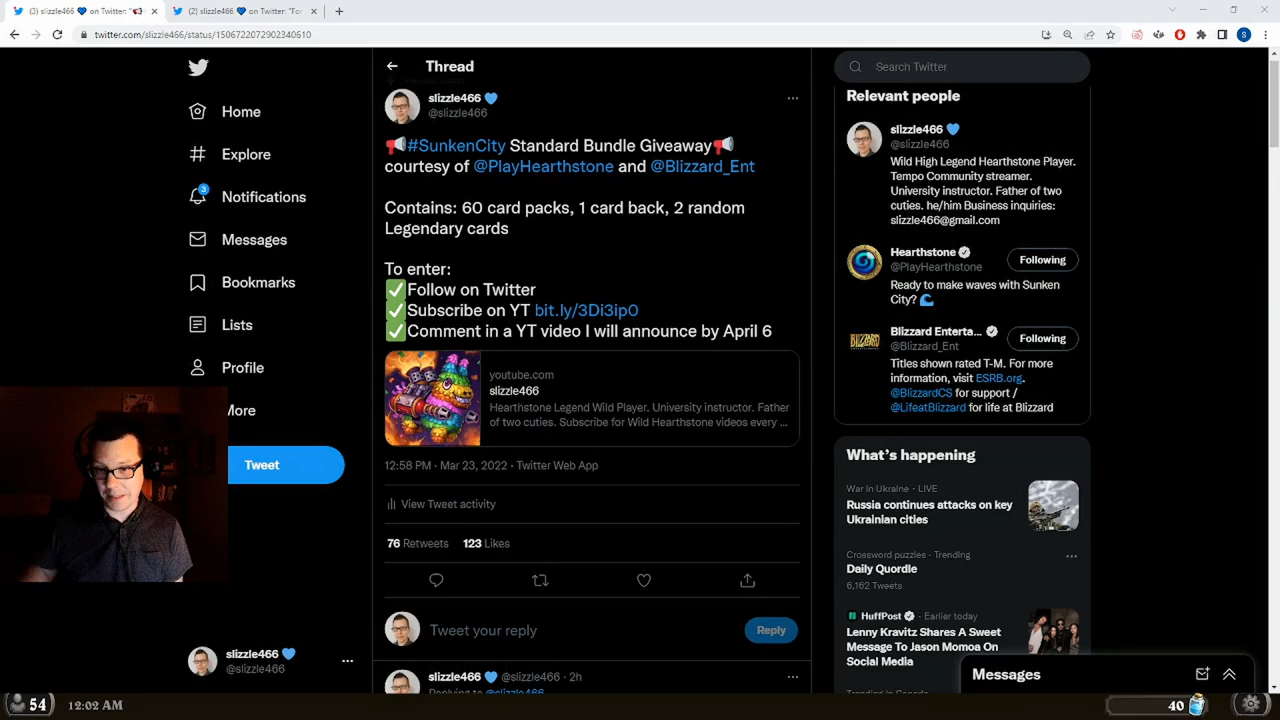 (3) slizzle466 💙 on Twitter: "📢
(2) slizzle466 💙 on Twitter: "For
twitter.com/slizzle466/status/1506722072902340610
Home
Explore
3
Notifications
Messages
Bookmarks
Lists
Profile
More
Tweet
slizzle466 💙
@slizzle466
Thread
slizzle466 💙
@slizzle466
📢#SunkenCity Standard Bundle Giveaway📢
courtesy of @PlayHearthstone and @Blizzard_Ent
Contains: 60 card packs, 1 card back, 2 random
Legendary cards
To enter:
✅Follow on Twitter
✅Subscribe on YT bit.ly/3Di3ip0
✅Comment in a YT video I will announce by April 6
youtube.com
slizzle466
Hearthstone Legend Wild Player. University instructor. Father
of two cuties. Subscribe for Wild Hearthstone videos every ...
12:58 PM · Mar 23, 2022 · Twitter Web App
View Tweet activity
76 Retweets 123 Likes
Tweet your reply
Reply
slizzle466 💙 @slizzle466 · 2h
Replying to @slizzle466
Search Twitter
Relevant people
slizzle466 💙
@slizzle466
Wild High Legend Hearthstone Player.
Tempo Community streamer.
University instructor. Father of two
cuties. he/him Business inquiries:
slizzle466@gmail.com
Hearthstone
@PlayHearthstone
Following
Ready to make waves with Sunken
City? 🌊
Blizzard Enterta...
@Blizzard_Ent
Following
BLIZZARD
Titles shown rated T-M. For more
information, visit ESRB.org.
@BlizzardCS for support /
@LifeatBlizzard for life at Blizzard
What's happening
War in Ukraine · LIVE
Russia continues attacks on key
Ukrainian cities
Crossword puzzles · Trending
Daily Quordle
6,162 Tweets
HuffPost · Earlier today
Lenny Kravitz Shares A Sweet
Message To Jason Momoa On
Social Media
Trending in Canada
Messages
54
12:02 AM
40